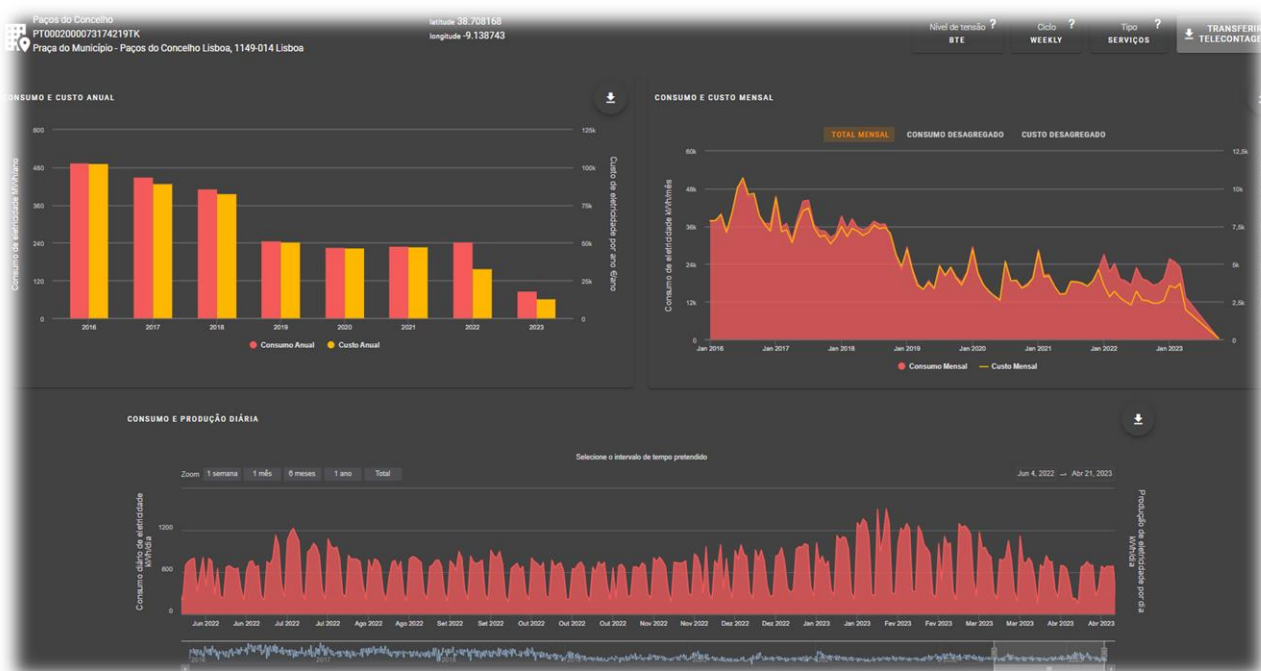 Paços do Concelho
PT0002000073174219TK
Praça do Município - Paços do Concelho Lisboa, 1149-014 Lisboa
latitude 38.708168
longitude -9.138743
Nível de tensão ?
BTE
Ciclo ?
WEEKLY
Tipo ?
SERVIÇOS
TRANSFERIR
TELECONTAGE
CONSUMO E CUSTO ANUAL
Consumo de eletricidade MWh/ano
600
480
360
240
120
0
125k
100k
75k
50k
25k
0
Custo de eletricidade por ano €/ano
2016 2017 2018 2019 2020 2021 2022 2023
Consumo Anual Custo Anual
CONSUMO E CUSTO MENSAL
TOTAL MENSAL CONSUMO DESAGREGADO CUSTO DESAGREGADO
Consumo de eletricidade kWh/mês
60k
48k
36k
24k
12k
0
12,5k
10k
7,5k
5k
2,5k
0
Jan 2016 Jan 2017 Jan 2018 Jan 2019 Jan 2020 Jan 2021 Jan 2022 Jan 2023
Consumo Mensal Custo Mensal
CONSUMO E PRODUÇÃO DIÁRIA
Selecione o intervalo de tempo pretendido
Zoom 1 semana 1 mês 6 meses 1 ano Total
Jun 4, 2022 → Abr 21, 2023
Consumo diário de eletricidade
kWh/dia
1200
600
0
Produção de eletricidade por dia
kWh/dia
Jun 2022 Jun 2022 Jul 2022 Jul 2022 Ago 2022 Ago 2022 Set 2022 Set 2022 Out 2022 Out 2022 Out 2022 Nov 2022 Nov 2022 Dez 2022 Dez 2022 Jan 2023 Jan 2023 Fev 2023 Fev 2023 Mar 2023 Mar 2023 Abr 2023 Abr 2023
2016 2017 2018